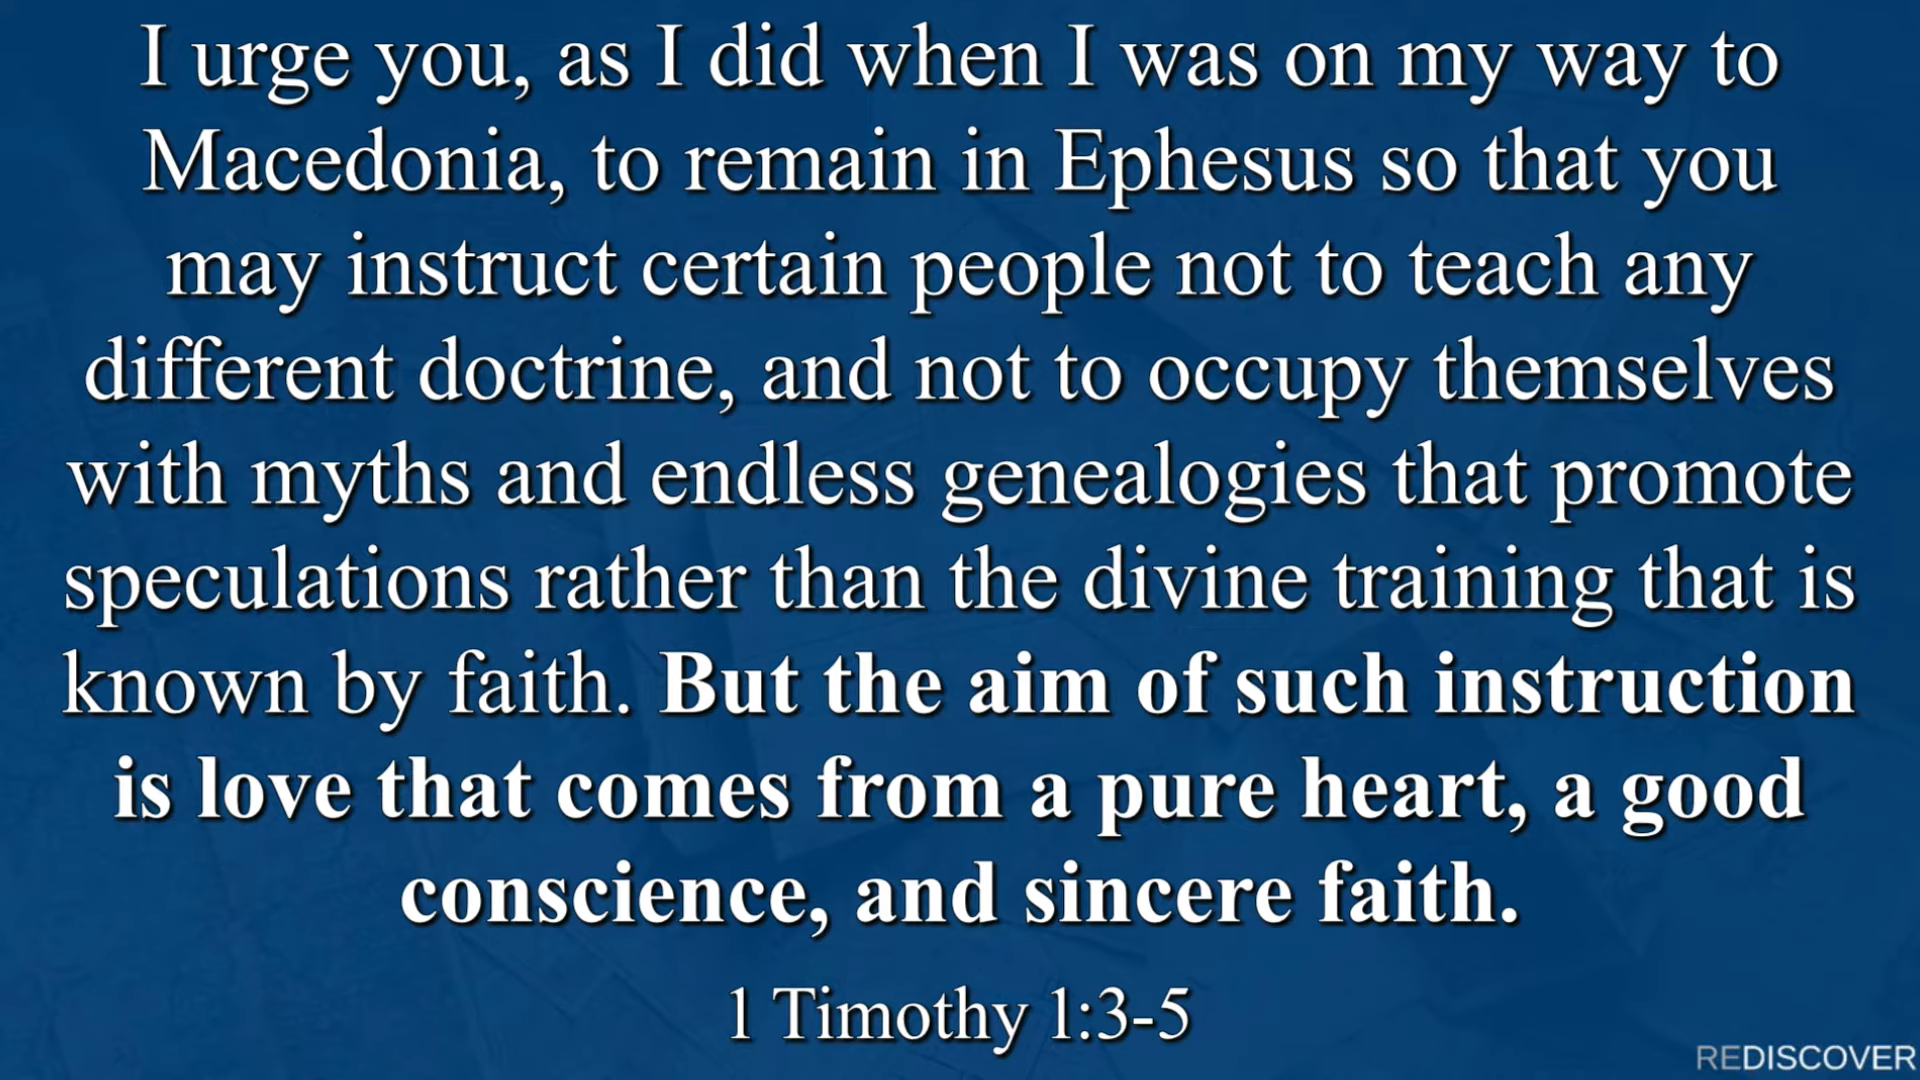 I urge you, as I did when I was on my way to
Macedonia, to remain in Ephesus so that you
may instruct certain people not to teach any
different doctrine, and not to occupy themselves
with myths and endless genealogies that promote
speculations rather than the divine training that is
known by faith. But the aim of such instruction
is love that comes from a pure heart, a good
conscience, and sincere faith.
1 Timothy 1:3-5
REDISCOVER